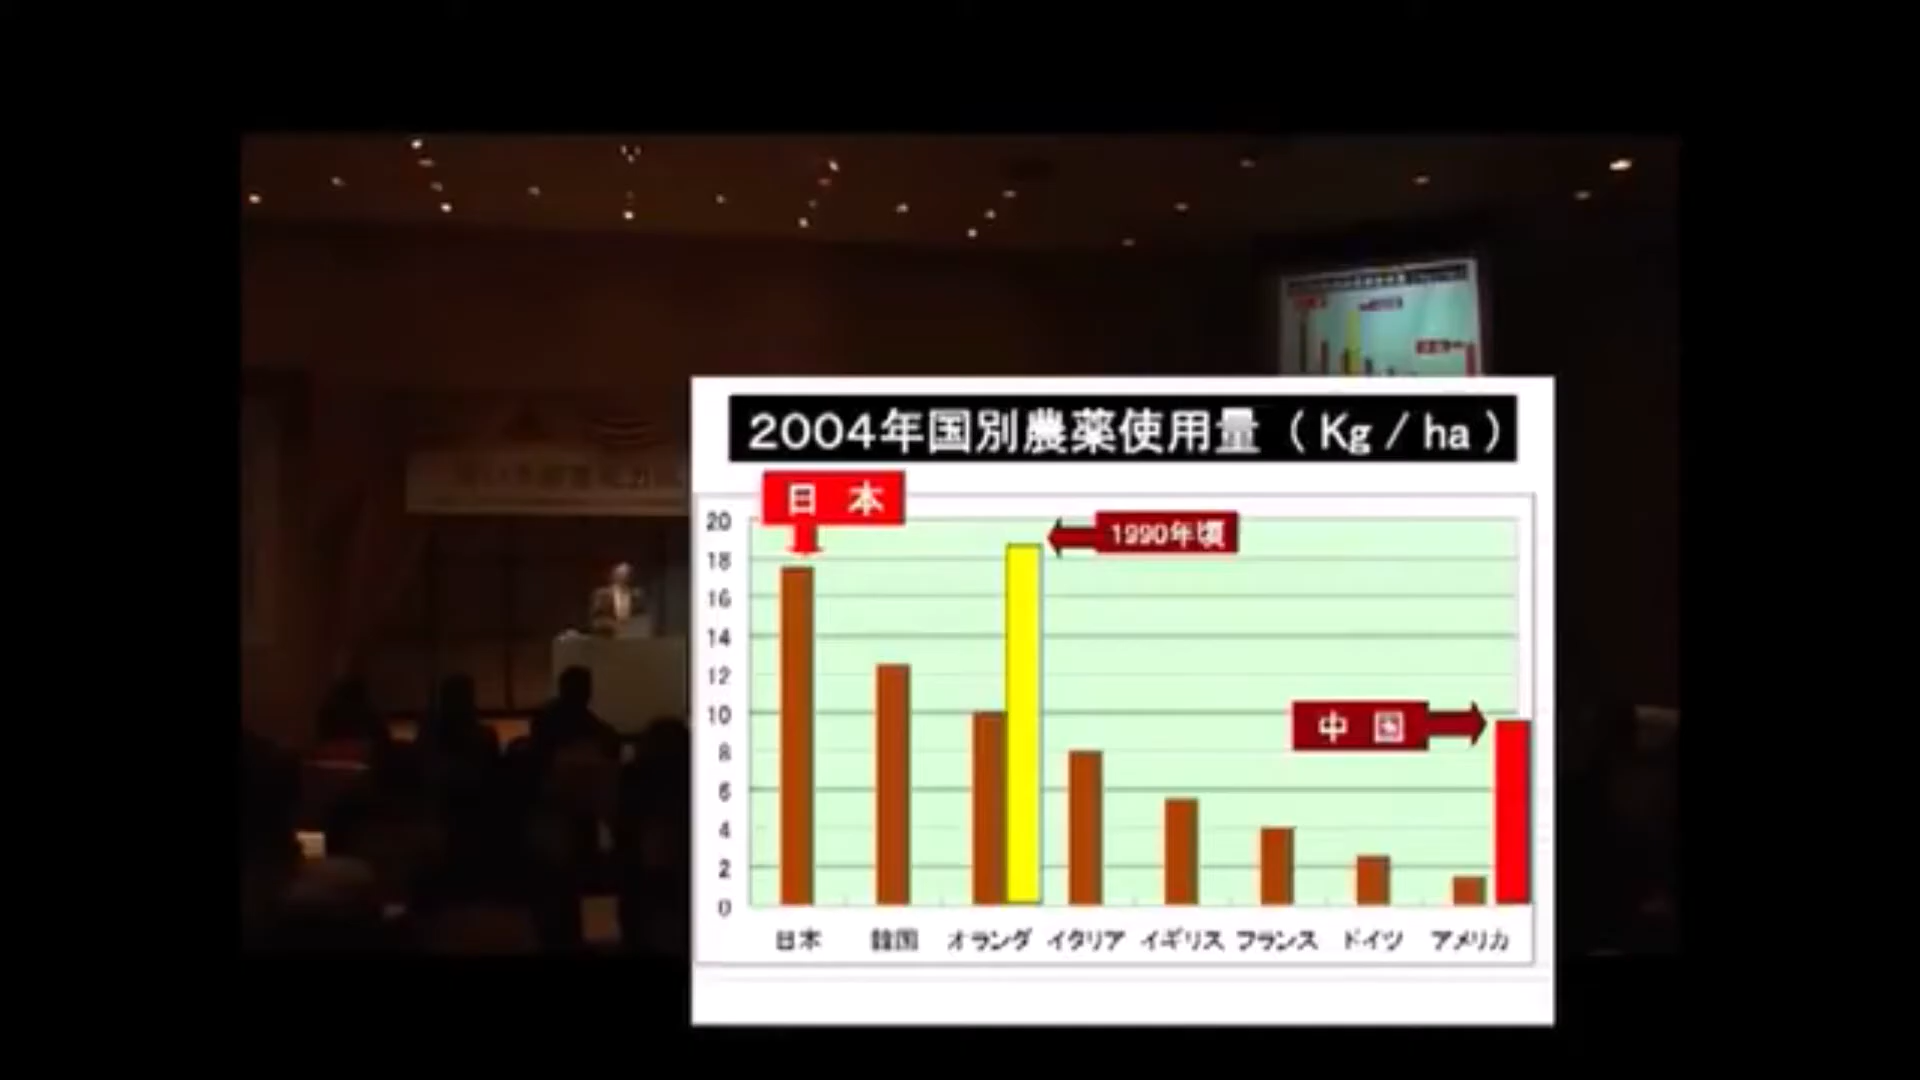 2004年国別農薬使用量（Kg／ha）
日本
1990年頃
中国
20
18
16
14
12
10
8
6
4
2
0
日本 韓国 オランダ イタリア イギリス フランス ドイツ アメリカ